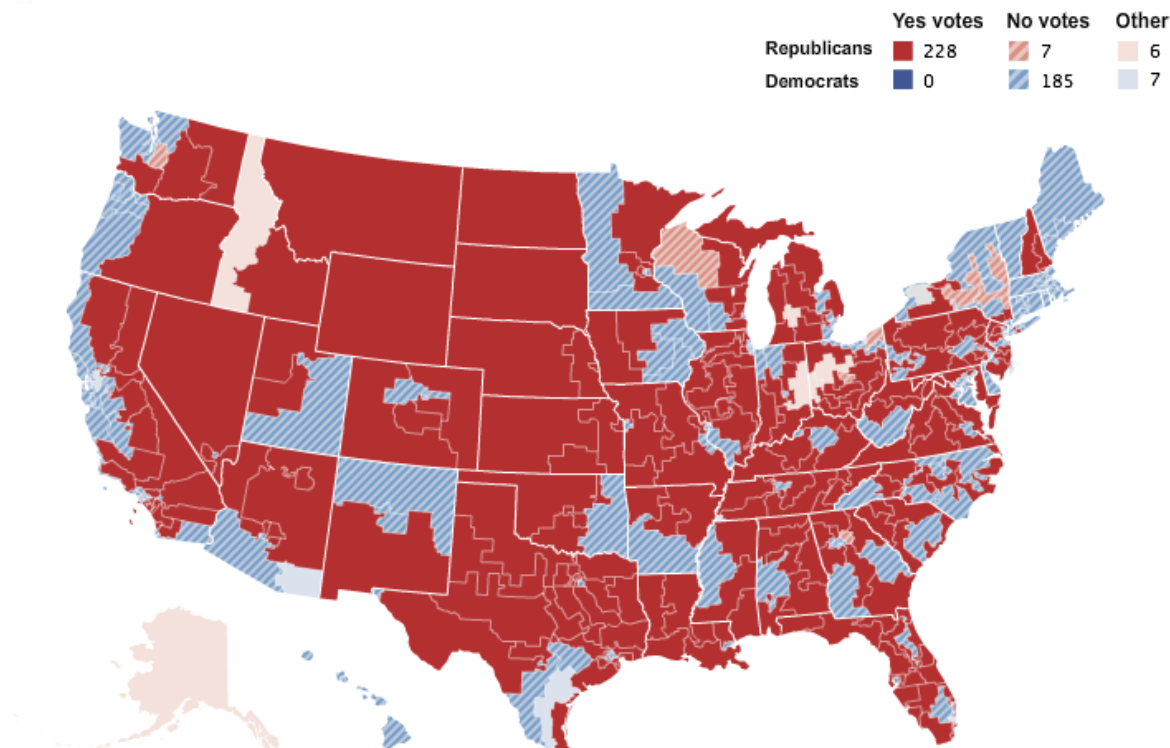 Yes votes No votes Other
Republicans 228 7 6
Democrats 0 185 7